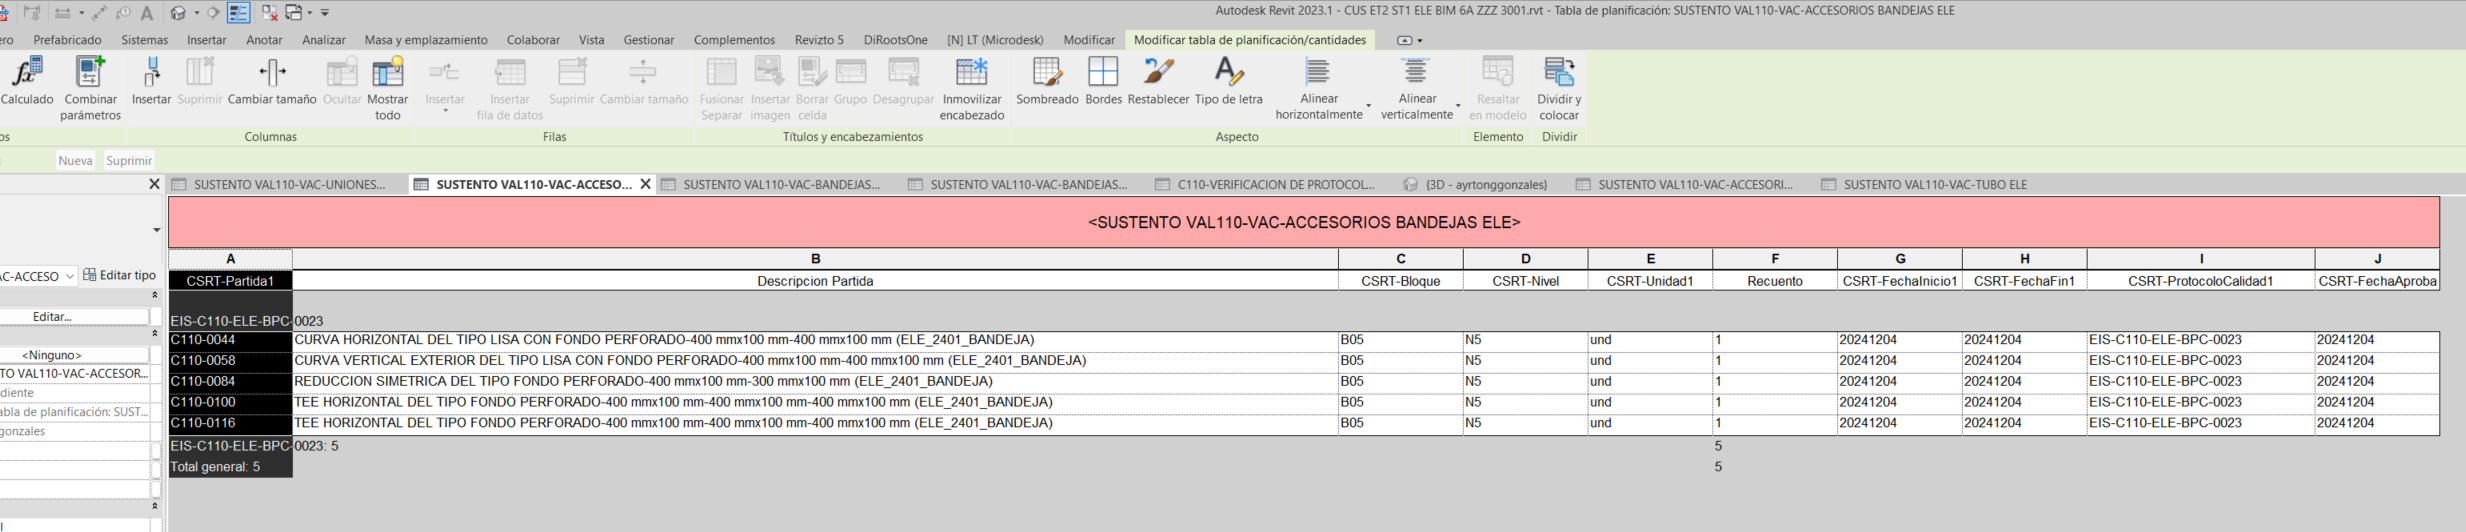 Autodesk Revit 2023.1 - CUS ET2 ST1 ELE BIM 6A ZZZ 3001.rvt - Tabla de planificación: SUSTENTO VAL110-VAC-ACCESORIOS BANDEJAS ELE
ero Prefabricado Sistemas Insertar Anotar Analizar Masa y emplazamiento Colaborar Vista Gestionar Complementos Revizto 5 DiRootsOne [N] LT (Microdesk) Modificar Modificar tabla de planificación/cantidades
Calculado Combinar parámetros Insertar Suprimir Cambiar tamaño Ocultar Mostrar todo Insertar Insertar fila de datos Suprimir Cambiar tamaño Fusionar Separar Insertar imagen Borrar celda Grupo Desagrupar Inmovilizar encabezado Sombreado Bordes Restablecer Tipo de letra Alinear horizontalmente Alinear verticalmente Resaltar en modelo Dividir y colocar
os Columnas Filas Títulos y encabezamientos Aspecto Elemento Dividir
Nueva Suprimir
SUSTENTO VAL110-VAC-UNIONES... SUSTENTO VAL110-VAC-ACCESO... SUSTENTO VAL110-VAC-BANDEJAS... SUSTENTO VAL110-VAC-BANDEJAS... C110-VERIFICACION DE PROTOCOL... {3D - ayrtonggonzales} SUSTENTO VAL110-VAC-ACCESORI... SUSTENTO VAL110-VAC-TUBO ELE
AC-ACCESO Editar tipo
Editar...
<Ninguno>
TO VAL110-VAC-ACCESOR...
diente
abla de planificación: SUST...
gonzales
<SUSTENTO VAL110-VAC-ACCESORIOS BANDEJAS ELE>
A B C D E F G H I J
CSRT-Partida1 Descripcion Partida CSRT-Bloque CSRT-Nivel CSRT-Unidad1 Recuento CSRT-FechaInicio1 CSRT-FechaFin1 CSRT-ProtocoloCalidad1 CSRT-FechaAproba
EIS-C110-ELE-BPC-0023
C110-0044 CURVA HORIZONTAL DEL TIPO LISA CON FONDO PERFORADO-400 mmx100 mm-400 mmx100 mm (ELE_2401_BANDEJA) B05 N5 und 1 20241204 20241204 EIS-C110-ELE-BPC-0023 20241204
C110-0058 CURVA VERTICAL EXTERIOR DEL TIPO LISA CON FONDO PERFORADO-400 mmx100 mm-400 mmx100 mm (ELE_2401_BANDEJA) B05 N5 und 1 20241204 20241204 EIS-C110-ELE-BPC-0023 20241204
C110-0084 REDUCCION SIMETRICA DEL TIPO FONDO PERFORADO-400 mmx100 mm-300 mmx100 mm (ELE_2401_BANDEJA) B05 N5 und 1 20241204 20241204 EIS-C110-ELE-BPC-0023 20241204
C110-0100 TEE HORIZONTAL DEL TIPO FONDO PERFORADO-400 mmx100 mm-400 mmx100 mm-400 mmx100 mm (ELE_2401_BANDEJA) B05 N5 und 1 20241204 20241204 EIS-C110-ELE-BPC-0023 20241204
C110-0116 TEE HORIZONTAL DEL TIPO FONDO PERFORADO-400 mmx100 mm-400 mmx100 mm-400 mmx100 mm (ELE_2401_BANDEJA) B05 N5 und 1 20241204 20241204 EIS-C110-ELE-BPC-0023 20241204
EIS-C110-ELE-BPC-0023: 5 5
Total general: 5 5